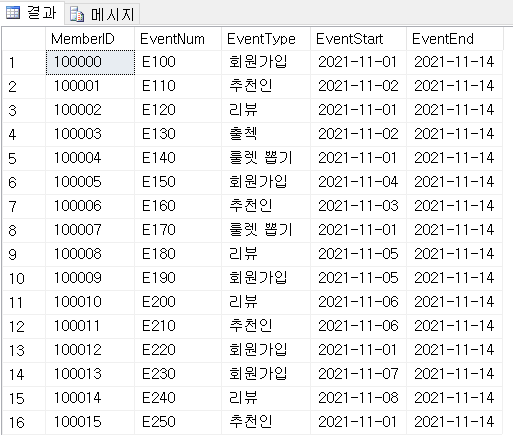 결과 메시지
MemberID EventNum EventType EventStart EventEnd
1 100000 E100 회원가입 2021-11-01 2021-11-14
2 100001 E110 추천인 2021-11-02 2021-11-14
3 100002 E120 리뷰 2021-11-01 2021-11-14
4 100003 E130 출첵 2021-11-02 2021-11-14
5 100004 E140 룰렛 뽑기 2021-11-01 2021-11-14
6 100005 E150 회원가입 2021-11-04 2021-11-14
7 100006 E160 추천인 2021-11-03 2021-11-14
8 100007 E170 룰렛 뽑기 2021-11-01 2021-11-14
9 100008 E180 리뷰 2021-11-05 2021-11-14
10 100009 E190 회원가입 2021-11-05 2021-11-14
11 100010 E200 리뷰 2021-11-06 2021-11-14
12 100011 E210 추천인 2021-11-06 2021-11-14
13 100012 E220 회원가입 2021-11-01 2021-11-14
14 100013 E230 회원가입 2021-11-07 2021-11-14
15 100014 E240 리뷰 2021-11-08 2021-11-14
16 100015 E250 추천인 2021-11-01 2021-11-14